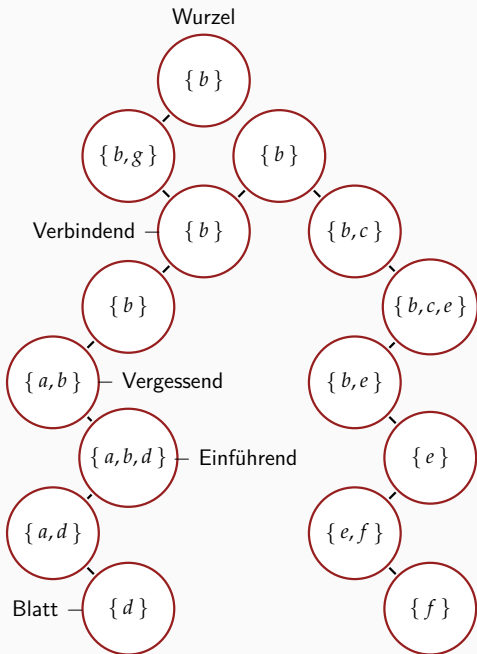 Wurzel
{ b }
{ b, g } { b }
Verbindend { b } { b, c }
{ b } { b, c, e }
{ a, b } Vergessend { b, e }
{ a, b, d } Einführend { e }
{ a, d } { e, f }
Blatt { d } { f }